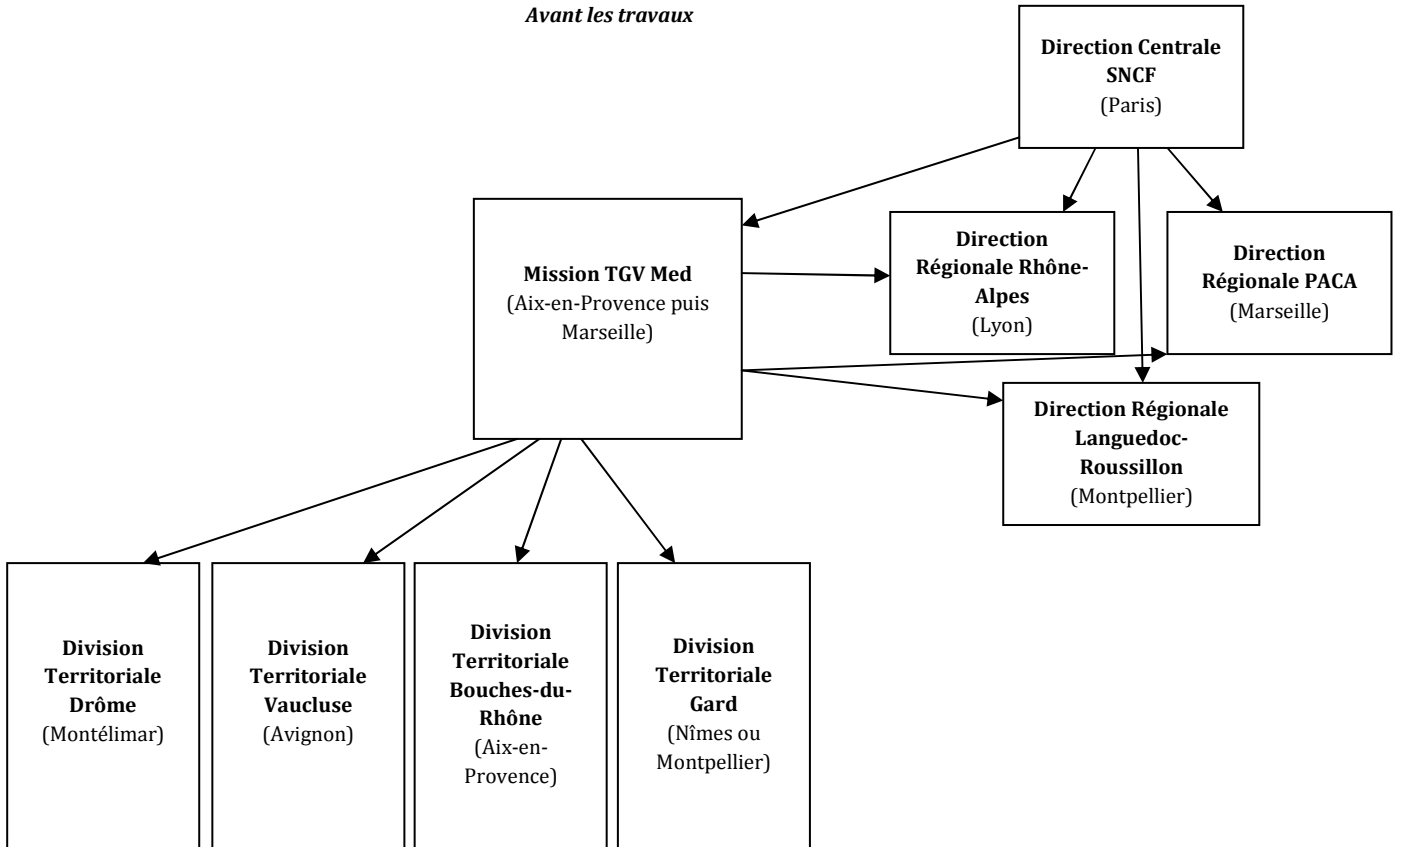 Avant les travaux
Direction Centrale
SNCF
(Paris)
Mission TGV Med
(Aix-en-Provence puis
Marseille)
Direction
Régionale Rhône-
Alpes
(Lyon)
Direction
Régionale PACA
(Marseille)
Direction Régionale
Languedoc-
Roussillon
(Montpellier)
Division
Territoriale
Drôme
(Montélimar)
Division
Territoriale
Vaucluse
(Avignon)
Division
Territoriale
Bouches-du-
Rhône
(Aix-en-
Provence)
Division
Territoriale
Gard
(Nîmes ou
Montpellier)